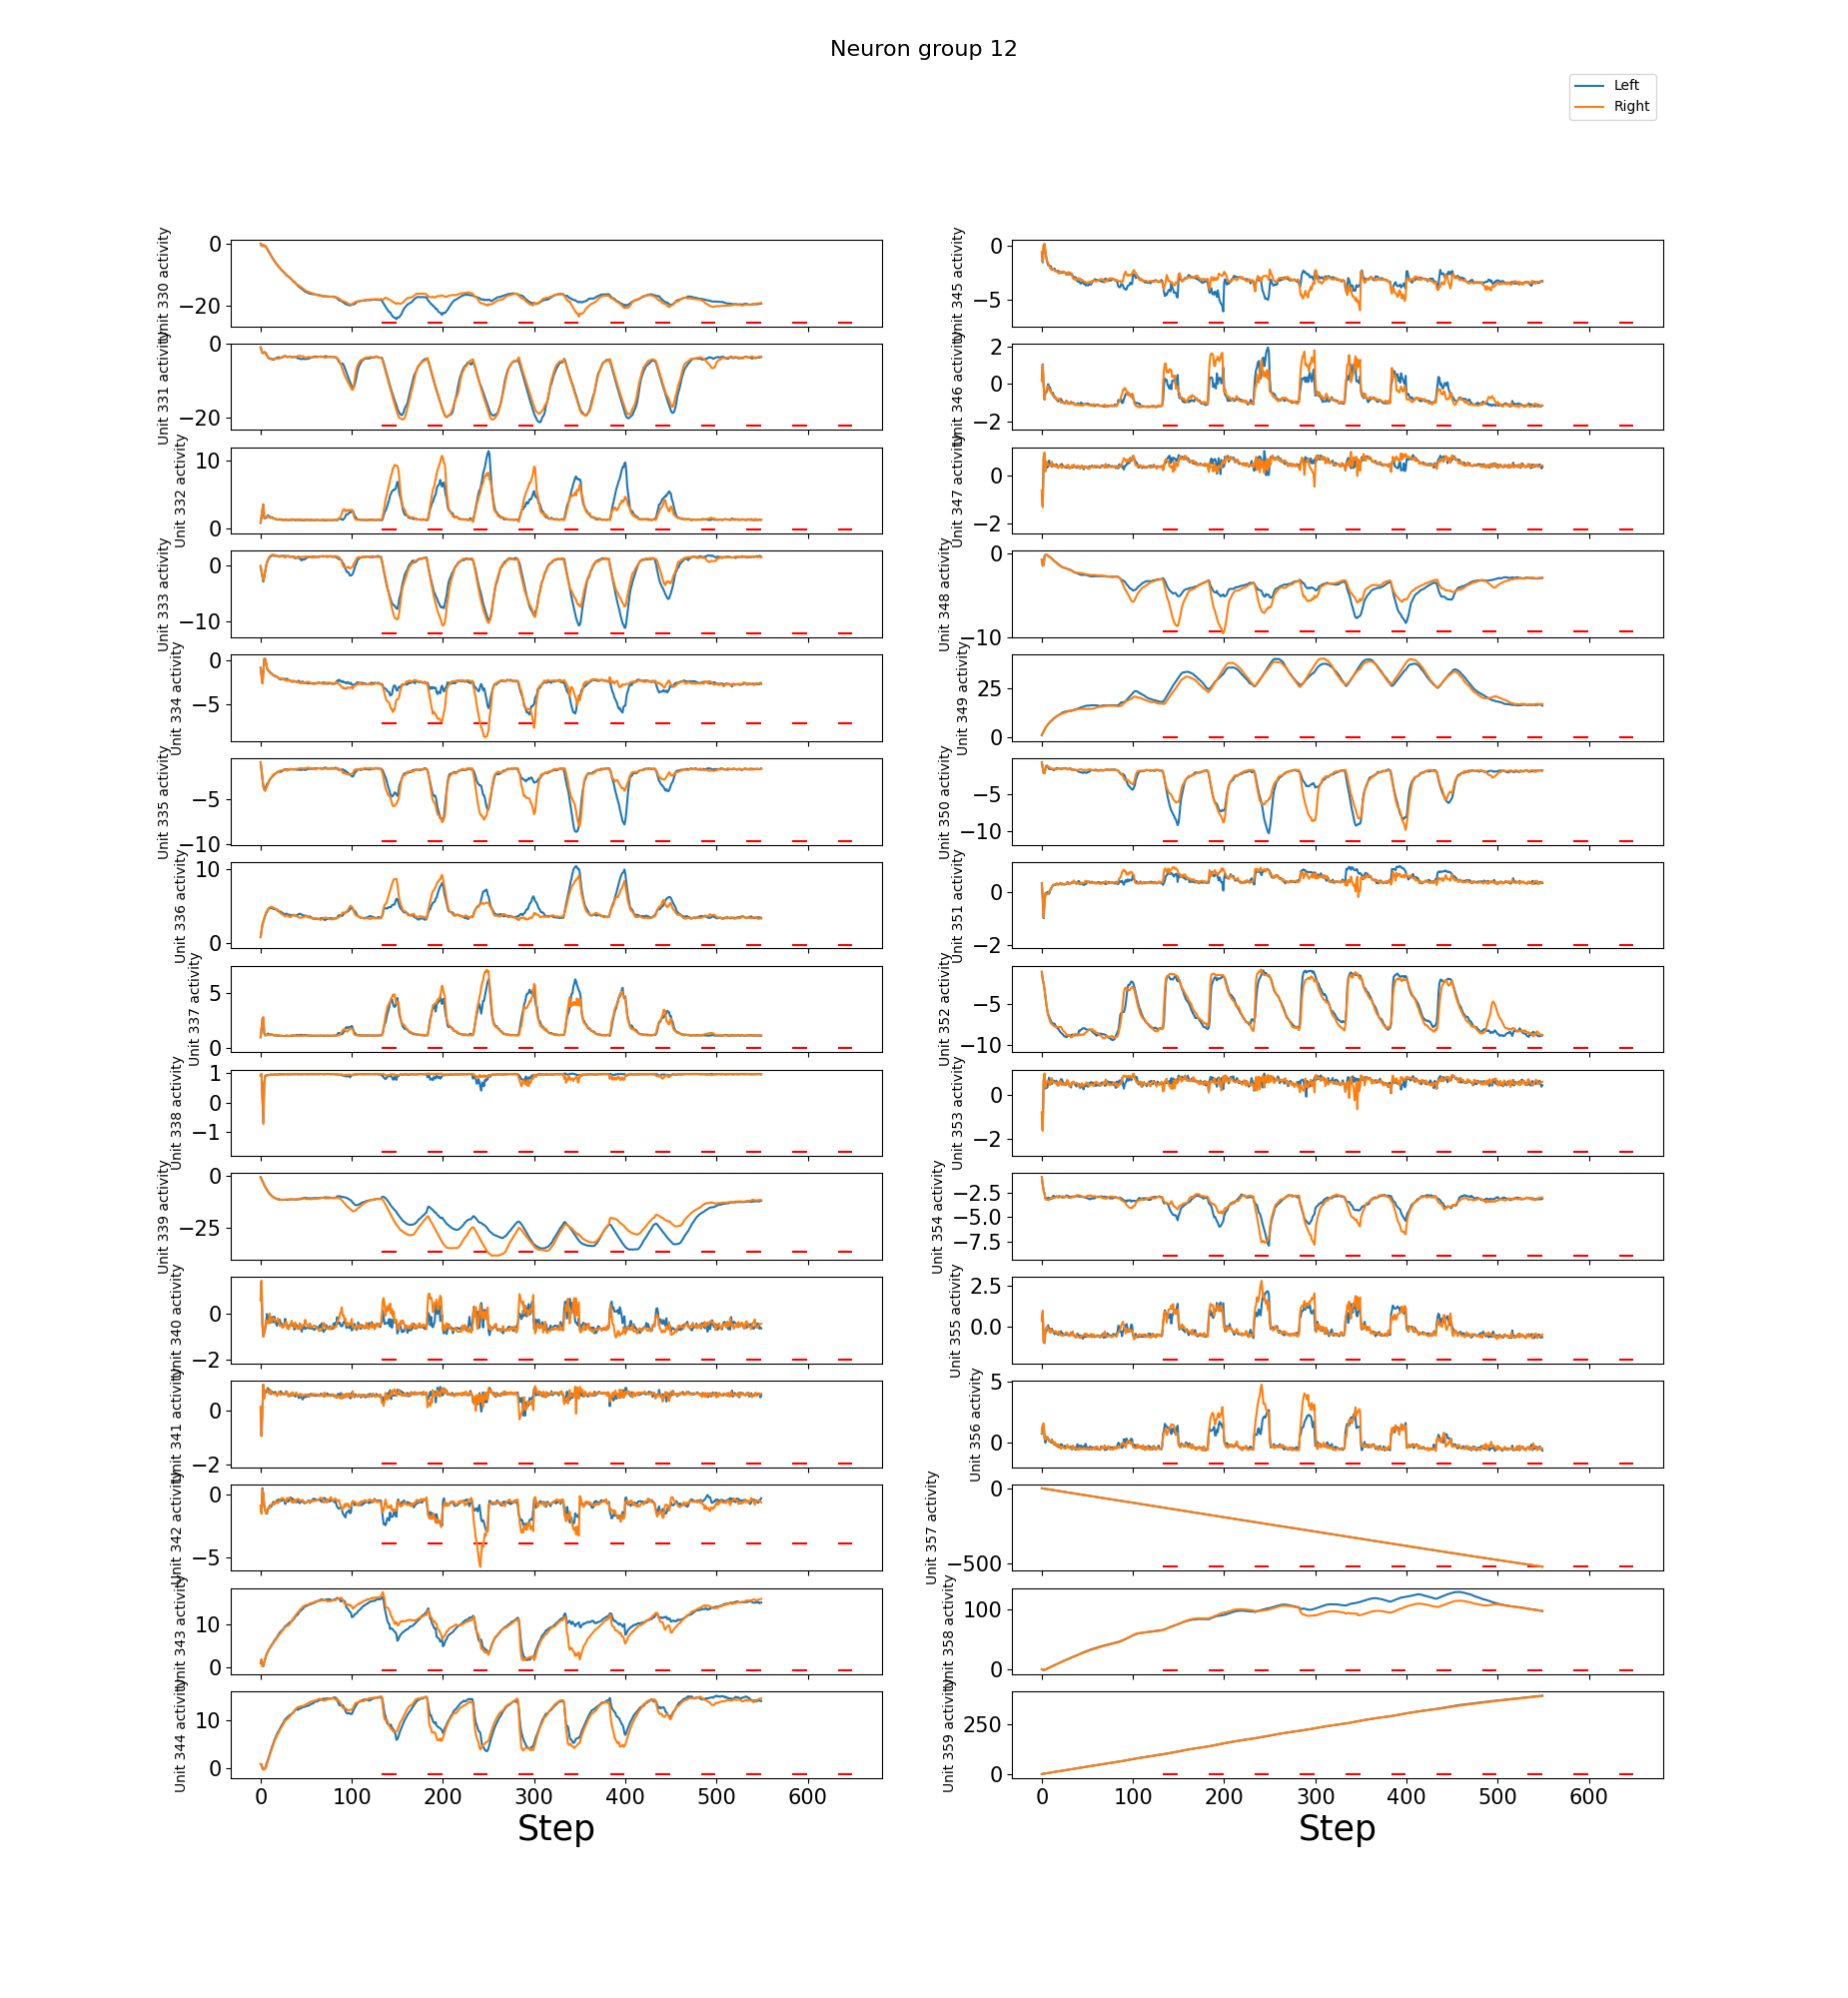 Neuron group 12
Left
Right
Unit 330 activity
0
−20
Unit 331 activity
0
−20
Unit 332 activity
10
0
Unit 333 activity
0
−10
Unit 334 activity
0
−5
Unit 335 activity
−5
−10
Unit 336 activity
10
0
Unit 337 activity
5
0
Unit 338 activity
1
0
−1
Unit 339 activity
0
−25
Unit 340 activity
0
−2
Unit 341 activity
0
−2
Unit 342 activity
0
−5
Unit 343 activity
10
0
Unit 344 activity
10
0
0 100 200 300 400 500 600
Step
Unit 345 activity
0
−5
Unit 346 activity
2
0
−2
Unit 347 activity
0
−2
Unit 348 activity
0
−10
Unit 349 activity
25
0
Unit 350 activity
−5
−10
Unit 351 activity
0
−2
Unit 352 activity
−5
−10
Unit 353 activity
0
−2
Unit 354 activity
−2.5
−5.0
−7.5
Unit 355 activity
2.5
0.0
Unit 356 activity
5
0
Unit 357 activity
0
−500
Unit 358 activity
100
0
Unit 359 activity
250
0
0 100 200 300 400 500 600
Step